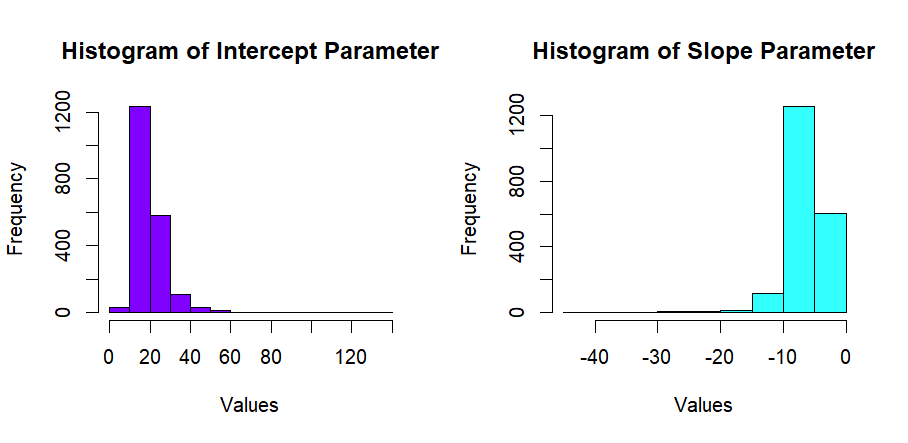 Histogram of Intercept Parameter
Frequency
0 400 800 1200
0 20 40 60 80 120
Values
Histogram of Slope Parameter
Frequency
0 400 800 1200
-40 -30 -20 -10 0
Values